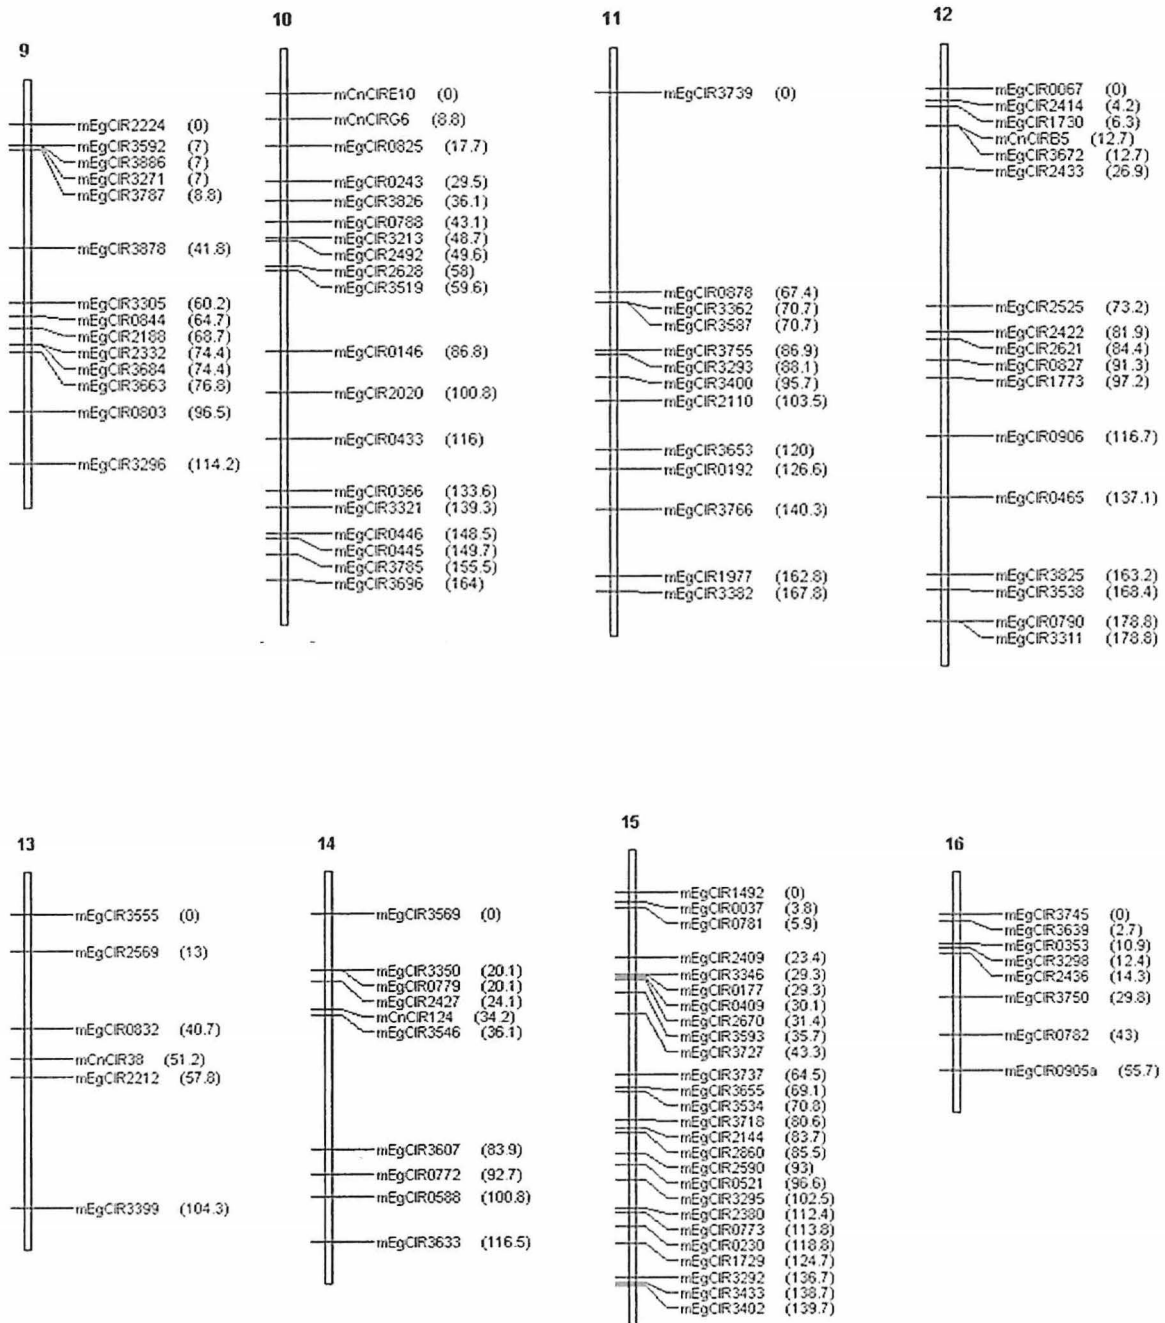 9
mEgCIR2224 (0)
mEgCIR3592 (7)
mEgCIR3886 (7)
mEgCIR3271 (7)
mEgCIR3787 (8.8)
mEgCIR3878 (41.8)
mEgCIR3305 (60.2)
mEgCIR0844 (64.7)
mEgCIR2188 (68.7)
mEgCIR2332 (74.4)
mEgCIR3684 (74.4)
mEgCIR3663 (76.8)
mEgCIR0803 (96.5)
mEgCIR3296 (114.2)
10
mCnCIRE10 (0)
mCnCIRG6 (8.8)
mEgCIR0825 (17.7)
mEgCIR0243 (29.5)
mEgCIR3826 (36.1)
mEgCIR0788 (43.1)
mEgCIR3213 (48.7)
mEgCIR2492 (49.6)
mEgCIR2628 (58)
mEgCIR3519 (59.6)
mEgCIR0146 (86.8)
mEgCIR2020 (100.8)
mEgCIR0433 (116)
mEgCIR0366 (133.6)
mEgCIR3321 (139.3)
mEgCIR0446 (148.5)
mEgCIR0445 (149.7)
mEgCIR3785 (155.5)
mEgCIR3696 (164)
11
mEgCIR3739 (0)
mEgCIR0878 (67.4)
mEgCIR3362 (70.7)
mEgCIR3587 (70.7)
mEgCIR3755 (86.9)
mEgCIR3293 (88.1)
mEgCIR3400 (95.7)
mEgCIR2110 (103.5)
mEgCIR3653 (120)
mEgCIR0192 (126.6)
mEgCIR3766 (140.3)
mEgCIR1977 (162.8)
mEgCIR3382 (167.8)
12
mEgCIR0067 (0)
mEgCIR2414 (4.2)
mEgCIR1730 (6.3)
mCnCIRB5 (12.7)
mEgCIR3672 (12.7)
mEgCIR2433 (26.9)
mEgCIR2525 (73.2)
mEgCIR2422 (81.9)
mEgCIR2621 (84.4)
mEgCIR0827 (91.3)
mEgCIR1773 (97.2)
mEgCIR0906 (116.7)
mEgCIR0465 (137.1)
mEgCIR3825 (163.2)
mEgCIR3538 (168.4)
mEgCIR0790 (178.8)
mEgCIR3311 (178.8)
13
mEgCIR3555 (0)
mEgCIR2569 (13)
mEgCIR0832 (40.7)
mCnCIR38 (51.2)
mEgCIR2212 (57.8)
mEgCIR3399 (104.3)
14
mEgCIR3569 (0)
mEgCIR3350 (20.1)
mEgCIR0779 (20.1)
mEgCIR2427 (24.1)
mCnCIR124 (34.2)
mEgCIR3546 (36.1)
mEgCIR3607 (83.9)
mEgCIR0772 (92.7)
mEgCIR0588 (100.8)
mEgCIR3633 (116.5)
15
mEgCIR1492 (0)
mEgCIR0037 (3.8)
mEgCIR0781 (5.9)
mEgCIR2409 (23.4)
mEgCIR3346 (29.3)
mEgCIR0177 (29.3)
mEgCIR0409 (30.1)
mEgCIR2670 (31.4)
mEgCIR3593 (35.7)
mEgCIR3727 (43.3)
mEgCIR3737 (64.5)
mEgCIR3655 (69.1)
mEgCIR3534 (70.8)
mEgCIR3718 (80.6)
mEgCIR2144 (83.7)
mEgCIR2860 (85.5)
mEgCIR2590 (93)
mEgCIR0521 (96.6)
mEgCIR3295 (102.5)
mEgCIR2380 (112.4)
mEgCIR0773 (113.8)
mEgCIR0230 (118.8)
mEgCIR1729 (124.7)
mEgCIR3292 (136.7)
mEgCIR3433 (138.7)
mEgCIR3402 (139.7)
16
mEgCIR3745 (0)
mEgCIR3639 (2.7)
mEgCIR0353 (10.9)
mEgCIR3298 (12.4)
mEgCIR2436 (14.3)
mEgCIR3750 (29.8)
mEgCIR0782 (43)
mEgCIR0905a (55.7)